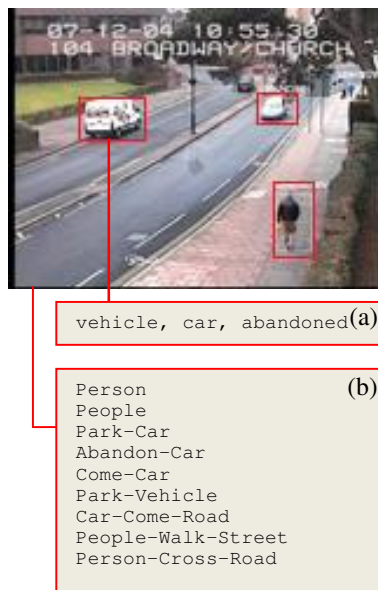 07-12-04 10:55:30
104 BROADWAY/CHURCH
vehicle, car, abandoned(a)
Person (b)
People
Park-Car
Abandon-Car
Come-Car
Park-Vehicle
Car-Come-Road
People-Walk-Street
Person-Cross-Road